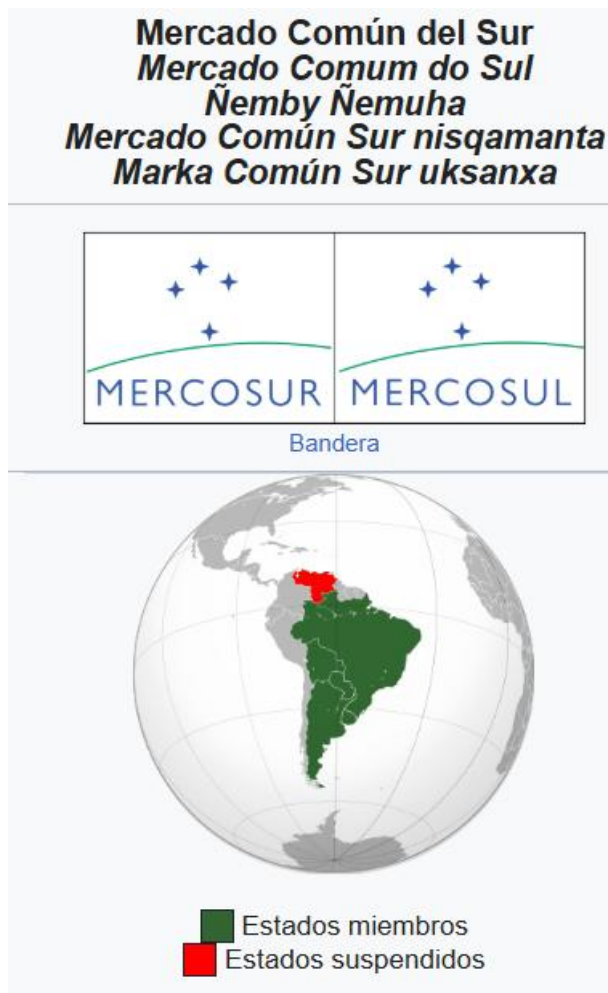 Mercado Común del Sur
Mercado Comum do Sul
Ñemby Ñemuha
Mercado Común Sur nisqamanta
Marka Común Sur uksanxa
MERCOSUR MERCOSUL
Bandera
Estados miembros
Estados suspendidos